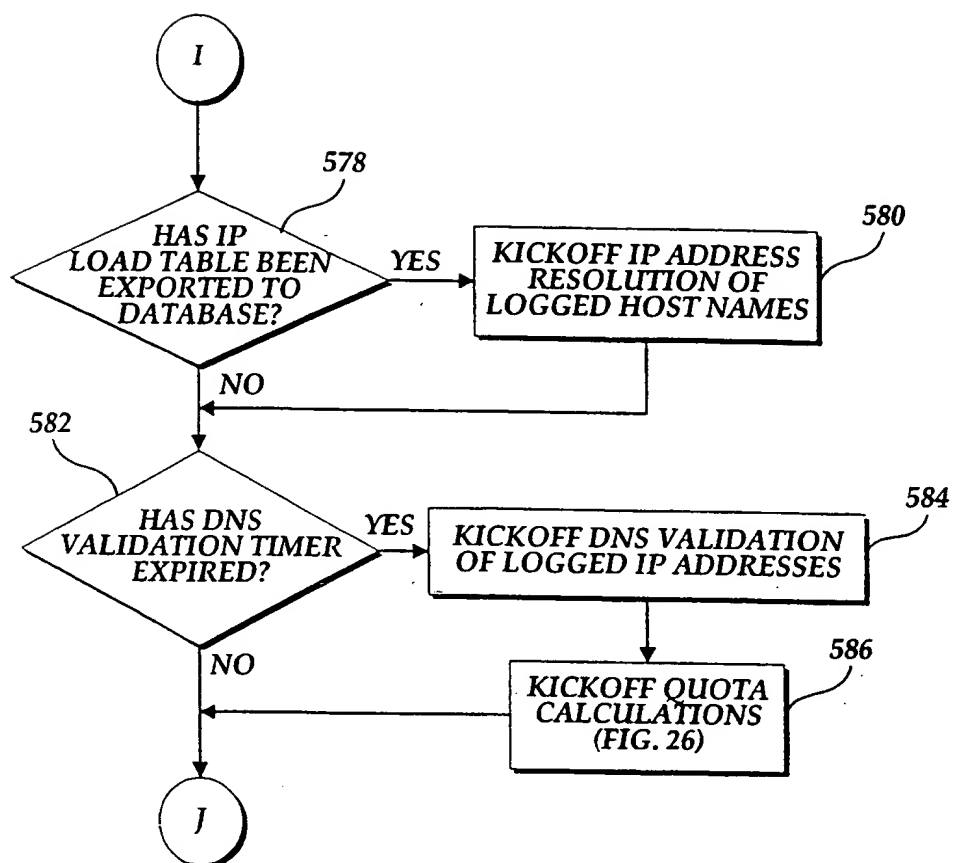 I
578
HAS IP
LOAD TABLE BEEN
EXPORTED TO
DATABASE?
YES
580
KICKOFF IP ADDRESS
RESOLUTION OF
LOGGED HOST NAMES
NO
582
HAS DNS
VALIDATION TIMER
EXPIRED?
YES
584
KICKOFF DNS VALIDATION
OF LOGGED IP ADDRESSES
NO
586
KICKOFF QUOTA
CALCULATIONS
(FIG. 26)
J